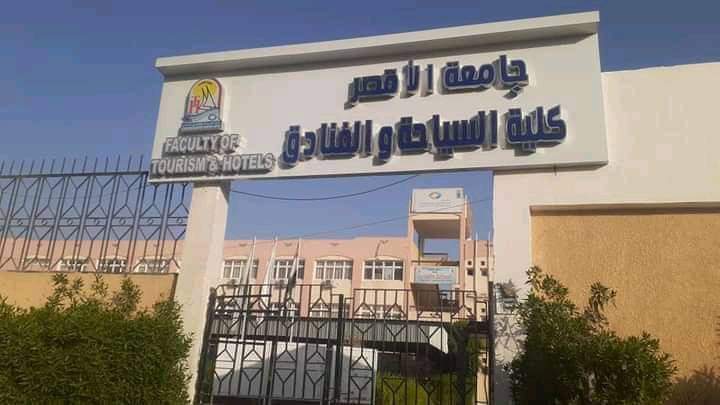 جامعة الأقصر
كلية السياحة و الفنادق
FACULTY OF
TOURISM & HOTELS